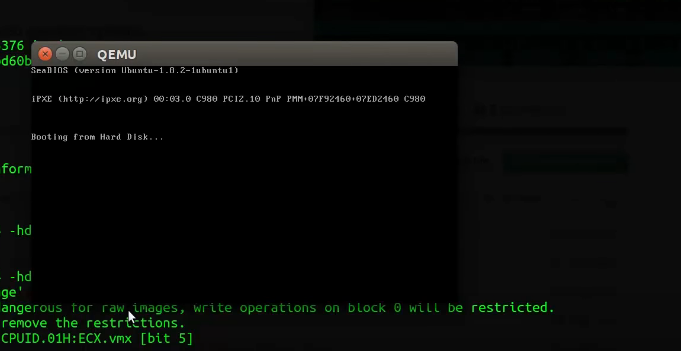 376
QEMU
d60b
SeaBIOS (version Ubuntu-1.8.2-1ubuntu1)
iPXE (http://ipxe.org) 00:03.0 C980 PCI2.10 PnP PMM+07F92460+07ED2460 C980
Booting from Hard Disk...
form
-hd
-hd
ge'
angerous for raw images, write operations on block 0 will be restricted.
remove the restrictions.
CPUID.01H:ECX.vmx [bit 5]